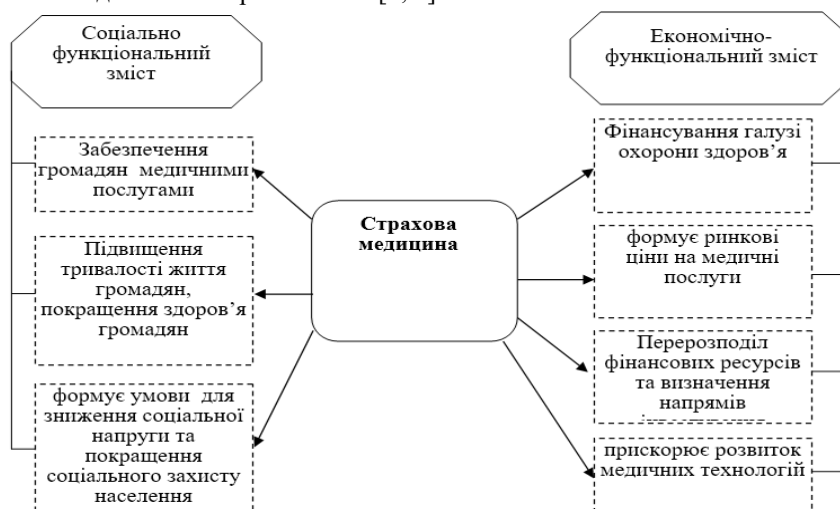 Соціально
функціональний
зміст
Економічно-
функціональний зміст
Забезпечення
громадян медичними
послугами
Підвищення
тривалості життя
громадян,
покращення здоров’я
громадян
формує умови для
зниження соціальної
напруги та
покращення
соціального захисту
населення
Страхова
медицина
Фінансування галузі
охорони здоров’я
формує ринкові
ціни на медичні
послуги
Перерозподіл
фінансових ресурсів
та визначення
напрямів
прискорює розвиток
медичних технологій